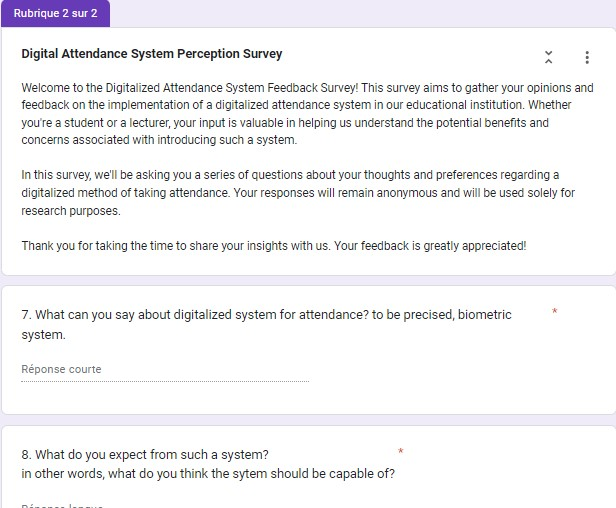 Rubrique 2 sur 2
Digital Attendance System Perception Survey
Welcome to the Digitalized Attendance System Feedback Survey! This survey aims to gather your opinions and
feedback on the implementation of a digitalized attendance system in our educational institution. Whether
you're a student or a lecturer, your input is valuable in helping us understand the potential benefits and
concerns associated with introducing such a system.
In this survey, we'll be asking you a series of questions about your thoughts and preferences regarding a
digitalized method of taking attendance. Your responses will remain anonymous and will be used solely for
research purposes.
Thank you for taking the time to share your insights with us. Your feedback is greatly appreciated!
7. What can you say about digitalized system for attendance? to be precised, biometric *
system.
Réponse courte
8. What do you expect from such a system? *
in other words, what do you think the sytem should be capable of?